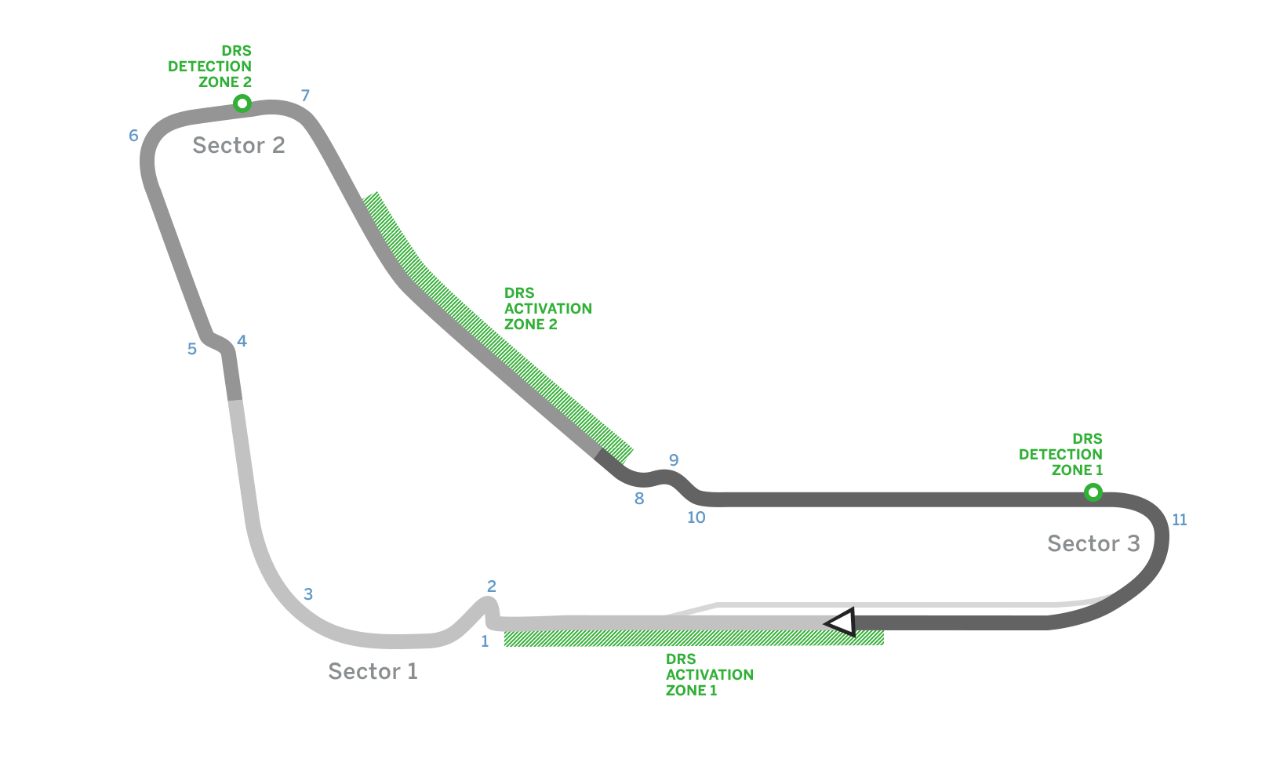 DRS
DETECTION
ZONE 2
7
6
Sector 2
DRS
ACTIVATION
ZONE 2
4
5
DRS
DETECTION
ZONE 1
9
8
10
11
Sector 3
2
3
1
DRS
ACTIVATION
ZONE 1
Sector 1